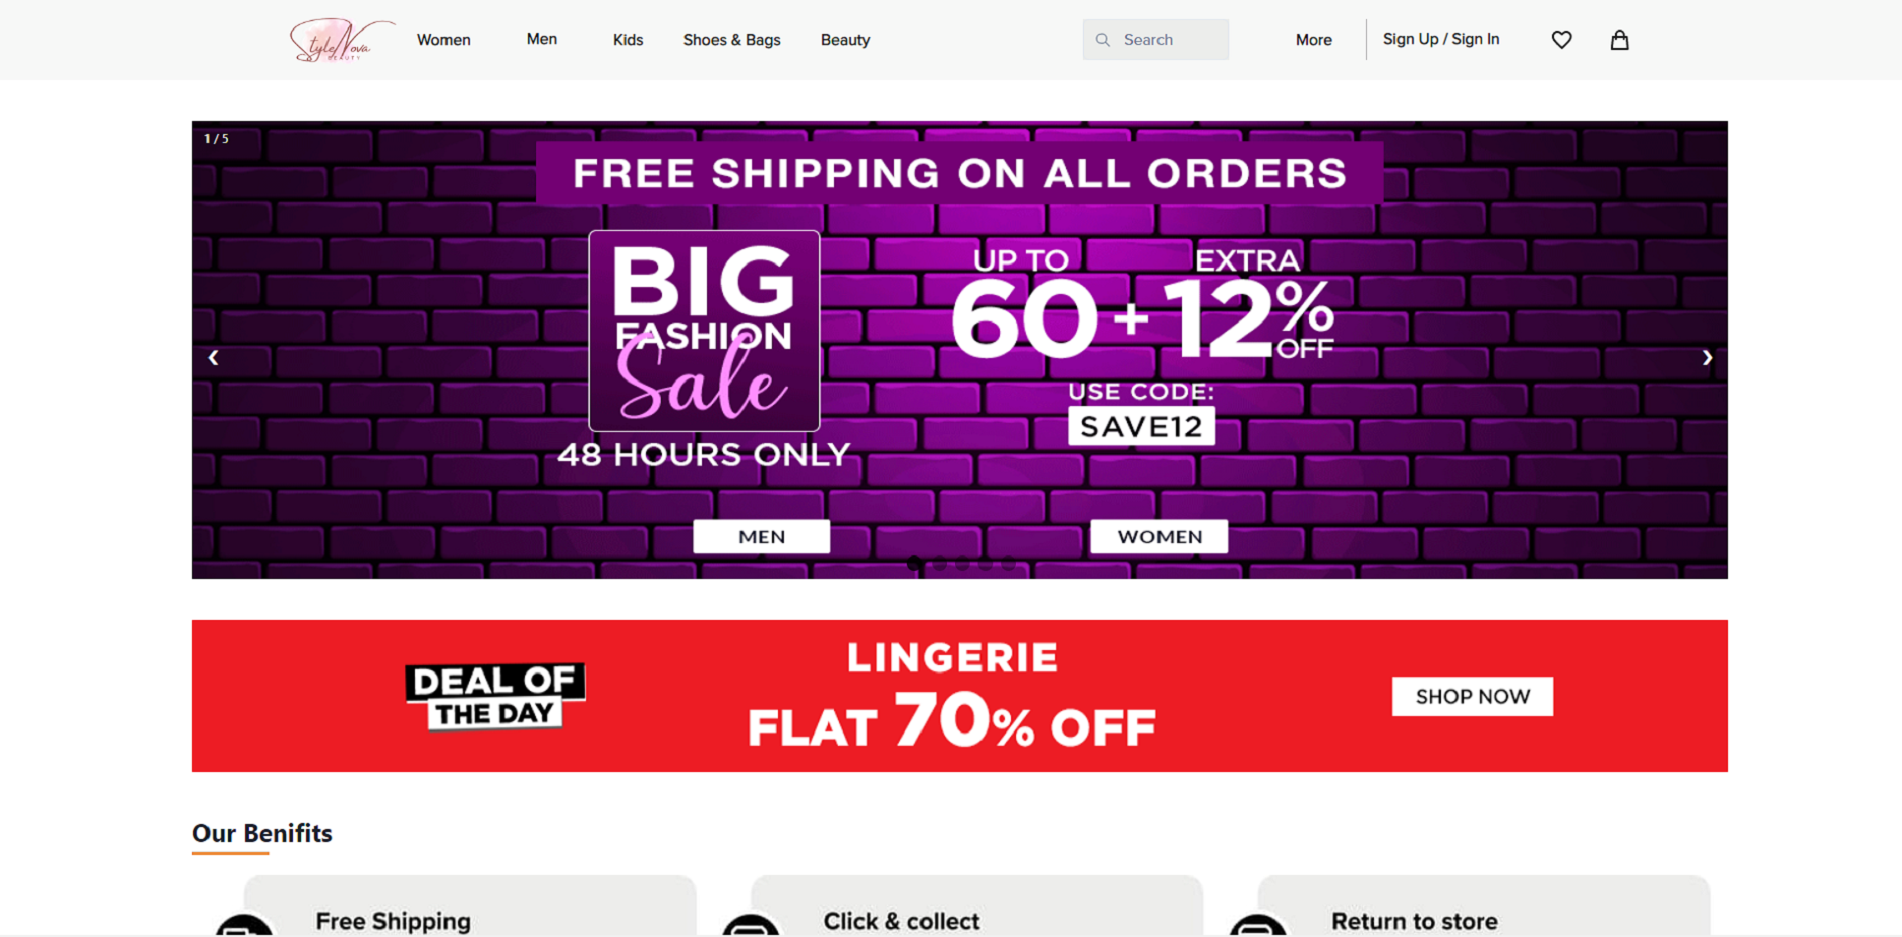 StyleNova
BEAUTY
Women Men Kids Shoes & Bags Beauty Search More Sign Up / Sign In
1 / 5
FREE SHIPPING ON ALL ORDERS
BIG
FASHION
Sale
48 HOURS ONLY
UP TO EXTRA
60 + 12%
OFF
USE CODE:
SAVE12
MEN WOMEN
DEAL OF
THE DAY
LINGERIE
FLAT 70% OFF
SHOP NOW
Our Benifits
Free Shipping Click & collect Return to store